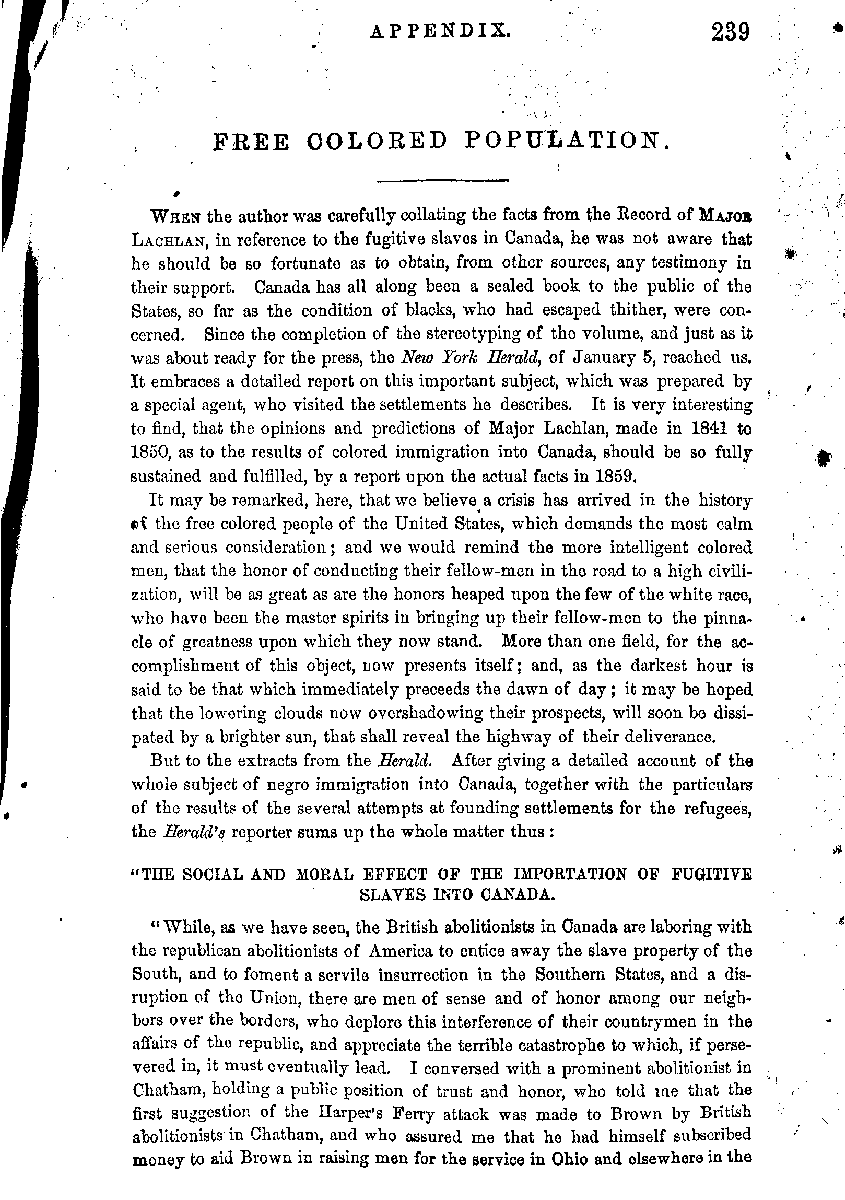 APPENDIX. 239
FREE COLORED POPULATION.
WHEN the author was carefully collating the facts from the Record of MAJOR
LACHLAN, in reference to the fugitive slaves in Canada, he was not aware that
he should be so fortunate as to obtain, from other sources, any testimony in
their support. Canada has all along been a sealed book to the public of the
States, so far as the condition of blacks, who had escaped thither, were con-
cerned. Since the completion of the stereotyping of the volume, and just as it
was about ready for the press, the New York Herald, of January 5, reached us.
It embraces a detailed report on this important subject, which was prepared by
a special agent, who visited the settlements he describes. It is very interesting
to find, that the opinions and predictions of Major Lachlan, made in 1841 to
1850, as to the results of colored immigration into Canada, should be so fully
sustained and fulfilled, by a report upon the actual facts in 1859.
It may be remarked, here, that we believe a crisis has arrived in the history
of the free colored people of the United States, which demands the most calm
and serious consideration; and we would remind the more intelligent colored
men, that the honor of conducting their fellow-men in the road to a high civili-
zation, will be as great as are the honors heaped upon the few of the white race,
who have been the master spirits in bringing up their fellow-men to the pinna-
cle of greatness upon which they now stand. More than one field, for the ac-
complishment of this object, now presents itself; and, as the darkest hour is
said to be that which immediately preceeds the dawn of day; it may be hoped
that the lowering clouds now overshadowing their prospects, will soon be dissi-
pated by a brighter sun, that shall reveal the highway of their deliverance.
But to the extracts from the Herald. After giving a detailed account of the
whole subject of negro immigration into Canada, together with the particulars
of the results of the several attempts at founding settlements for the refugees,
the Herald's reporter sums up the whole matter thus:
"THE SOCIAL AND MORAL EFFECT OF THE IMPORTATION OF FUGITIVE
SLAVES INTO CANADA.
"While, as we have seen, the British abolitionists in Canada are laboring with
the republican abolitionists of America to entice away the slave property of the
South, and to foment a servile insurrection in the Southern States, and a dis-
ruption of the Union, there are men of sense and of honor among our neigh-
bors over the borders, who deplore this interference of their countrymen in the
affairs of the republic, and appreciate the terrible catastrophe to which, if perse-
vered in, it must eventually lead. I conversed with a prominent abolitionist in
Chatham, holding a public position of trust and honor, who told me that the
first suggestion of the Harper's Ferry attack was made to Brown by British
abolitionists in Chatham, and who assured me that he had himself subscribed
money to aid Brown in raising men for the service in Ohio and elsewhere in the